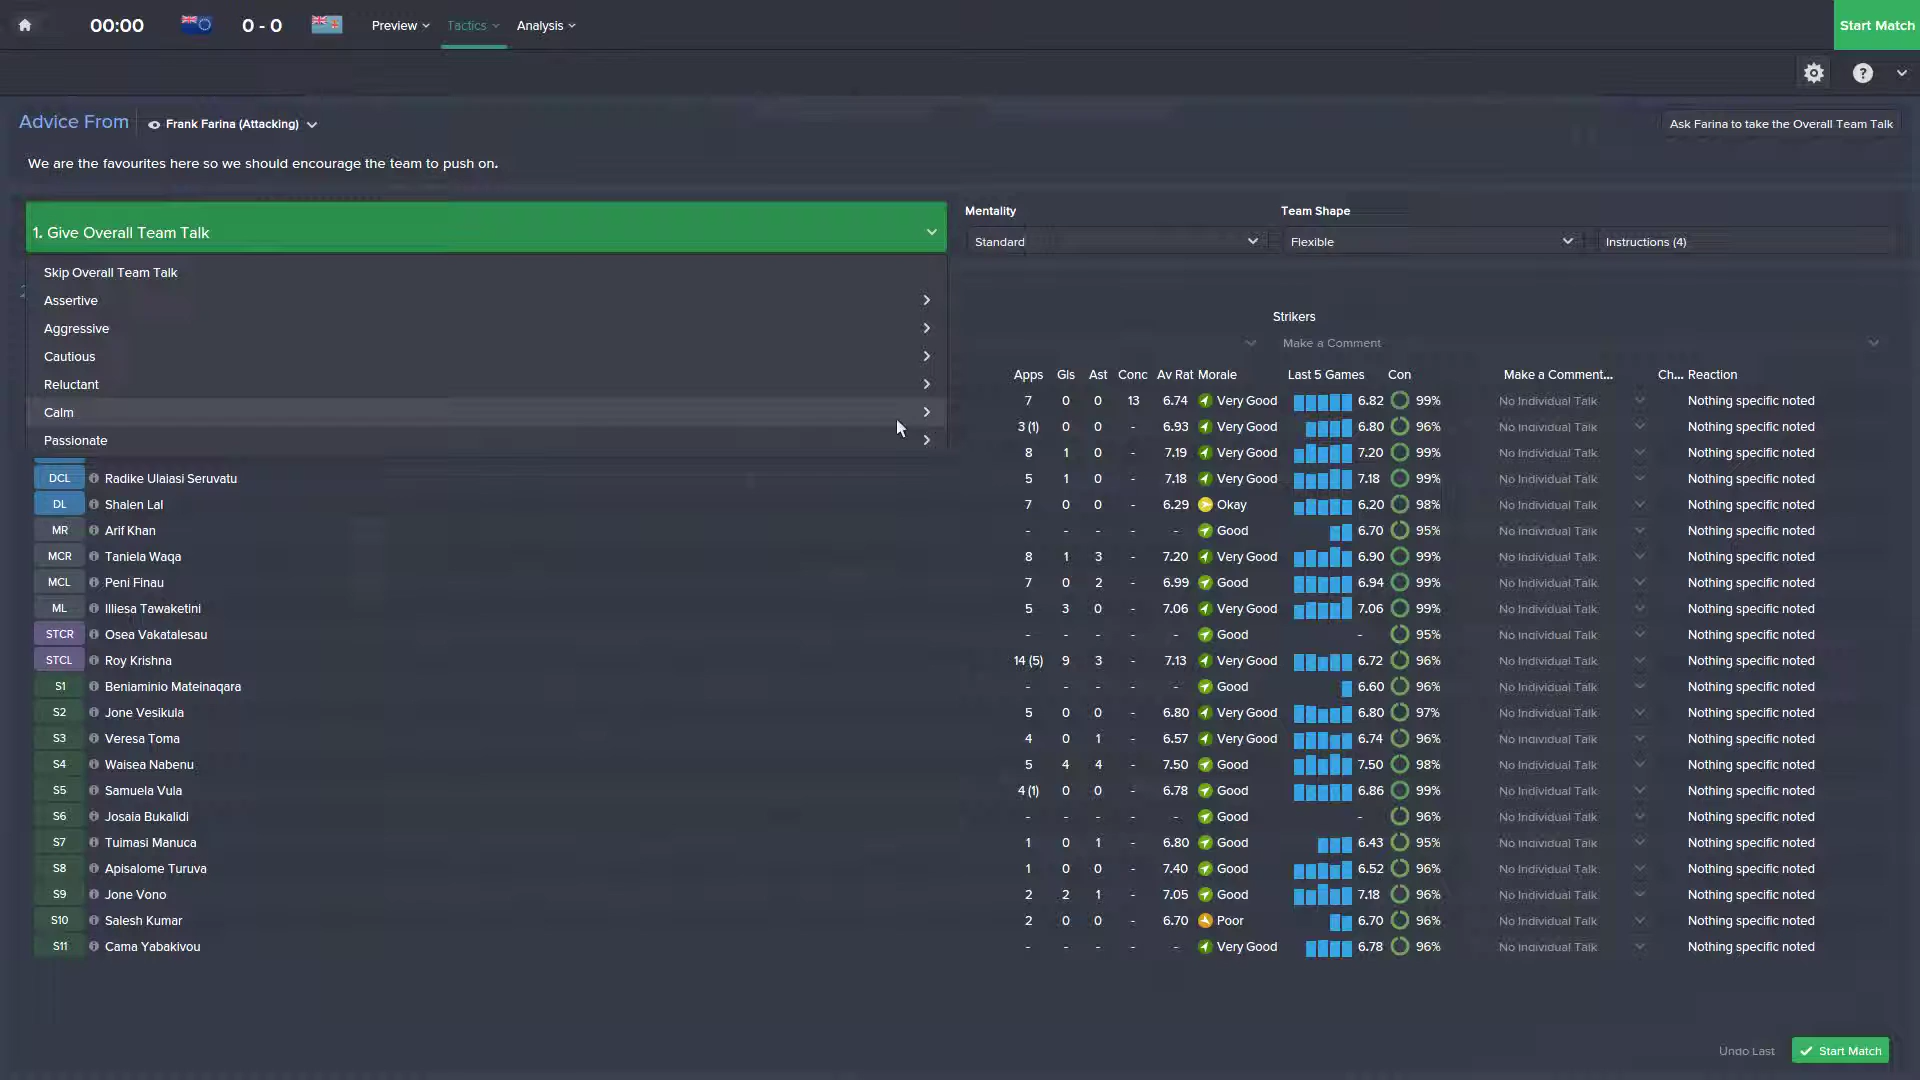 00:00 0 - 0 Preview Tactics Analysis Start Match
Advice From Frank Farina (Attacking) Ask Farina to take the Overall Team Talk
We are the favourites here so we should encourage the team to push on.
Mentality Team Shape
1. Give Overall Team Talk Standard Flexible Instructions (4)
Skip Overall Team Talk
Assertive
Aggressive
Cautious
Reluctant
Calm
Passionate
Strikers
Make a Comment
Apps Gls Ast Conc Av Rat Morale Last 5 Games Con Make a Comment... Ch... Reaction
7 0 0 13 6.74 Very Good 6.82 99% No Individual Talk Nothing specific noted
3 (1) 0 0 - 6.93 Very Good 6.80 96% No Individual Talk Nothing specific noted
8 1 0 - 7.19 Very Good 7.20 99% No Individual Talk Nothing specific noted
DCL Radike Ulaiasi Seruvatu 5 1 0 - 7.18 Very Good 7.18 99% No Individual Talk Nothing specific noted
DL Shalen Lal 7 0 0 - 6.29 Okay 6.20 98% No Individual Talk Nothing specific noted
MR Arif Khan - - - - - Good 6.70 95% No Individual Talk Nothing specific noted
MCR Taniela Waqa 8 1 3 - 7.20 Very Good 6.90 99% No Individual Talk Nothing specific noted
MCL Peni Finau 7 0 2 - 6.99 Good 6.94 99% No Individual Talk Nothing specific noted
ML Illiesa Tawaketini 5 3 0 - 7.06 Very Good 7.06 99% No Individual Talk Nothing specific noted
STCR Osea Vakatalesau - - - - - Good - 95% No Individual Talk Nothing specific noted
STCL Roy Krishna 14 (5) 9 3 - 7.13 Very Good 6.72 96% No Individual Talk Nothing specific noted
S1 Beniaminio Mateinaqara - - - - - Good 6.60 96% No Individual Talk Nothing specific noted
S2 Jone Vesikula 5 0 0 - 6.80 Very Good 6.80 97% No Individual Talk Nothing specific noted
S3 Veresa Toma 4 0 1 - 6.57 Very Good 6.74 96% No Individual Talk Nothing specific noted
S4 Waisea Nabenu 5 4 4 - 7.50 Good 7.50 98% No Individual Talk Nothing specific noted
S5 Samuela Vula 4 (1) 0 0 - 6.78 Good 6.86 99% No Individual Talk Nothing specific noted
S6 Josaia Bukalidi - - - - - Good - 96% No Individual Talk Nothing specific noted
S7 Tuimasi Manuca 1 0 1 - 6.80 Good 6.43 95% No Individual Talk Nothing specific noted
S8 Apisalome Turuva 1 0 0 - 7.40 Good 6.52 96% No Individual Talk Nothing specific noted
S9 Jone Vono 2 2 1 - 7.05 Good 7.18 96% No Individual Talk Nothing specific noted
S10 Salesh Kumar 2 0 0 - 6.70 Poor 6.70 96% No Individual Talk Nothing specific noted
S11 Cama Yabakivou - - - - - Very Good 6.78 96% No Individual Talk Nothing specific noted
Undo Last Start Match